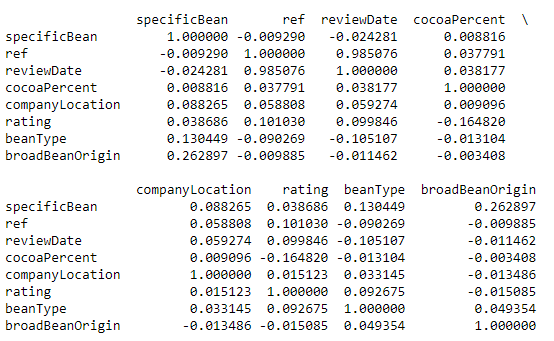 specificBean ref reviewDate cocoaPercent \
specificBean 1.000000 -0.009290 -0.024281 0.008816
ref -0.009290 1.000000 0.985076 0.037791
reviewDate -0.024281 0.985076 1.000000 0.038177
cocoaPercent 0.008816 0.037791 0.038177 1.000000
companyLocation 0.088265 0.058808 0.059274 0.009096
rating 0.038686 0.101030 0.099846 -0.164820
beanType 0.130449 -0.090269 -0.105107 -0.013104
broadBeanOrigin 0.262897 -0.009885 -0.011462 -0.003408
companyLocation rating beanType broadBeanOrigin
specificBean 0.088265 0.038686 0.130449 0.262897
ref 0.058808 0.101030 -0.090269 -0.009885
reviewDate 0.059274 0.099846 -0.105107 -0.011462
cocoaPercent 0.009096 -0.164820 -0.013104 -0.003408
companyLocation 1.000000 0.015123 0.033145 -0.013486
rating 0.015123 1.000000 0.092675 -0.015085
beanType 0.033145 0.092675 1.000000 0.049354
broadBeanOrigin -0.013486 -0.015085 0.049354 1.000000